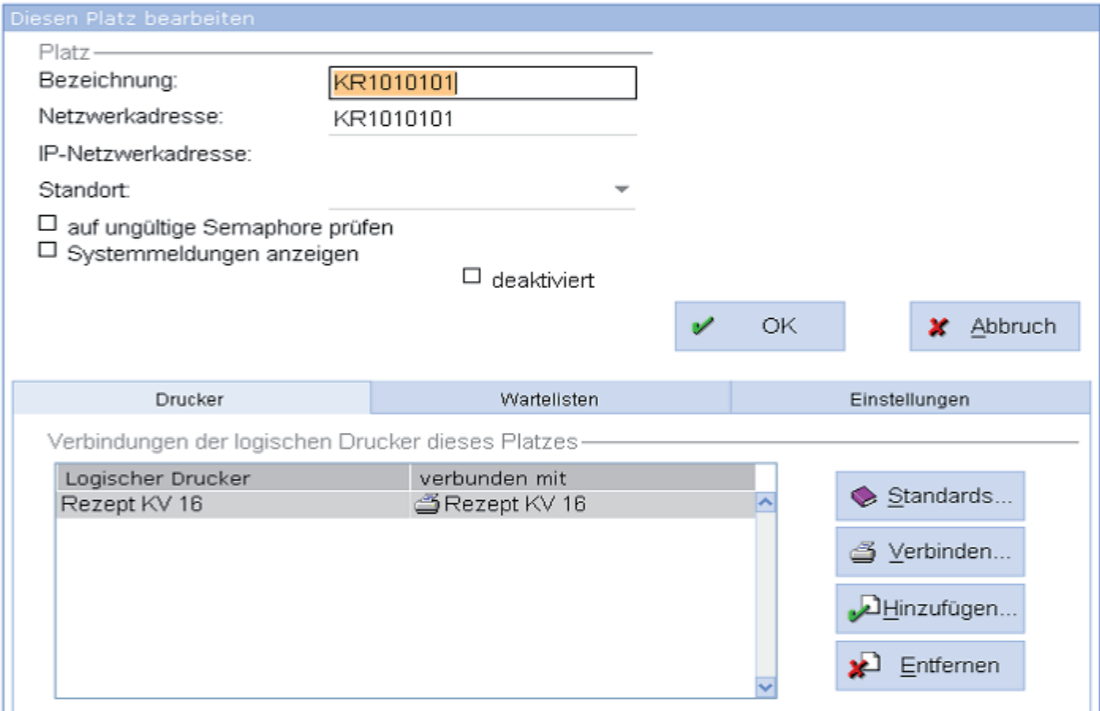 Diesen Platz bearbeiten
Platz
Bezeichnung: KR1010101
Netzwerkadresse: KR1010101
IP-Netzwerkadresse:
Standort:
auf ungültige Semaphore prüfen
Systemmeldungen anzeigen
deaktiviert
OK Abbruch
Drucker Wartelisten Einstellungen
Verbindungen der logischen Drucker dieses Platzes
Logischer Drucker verbunden mit
Rezept KV 16 Rezept KV 16
Standards...
Verbinden...
Hinzufügen...
Entfernen